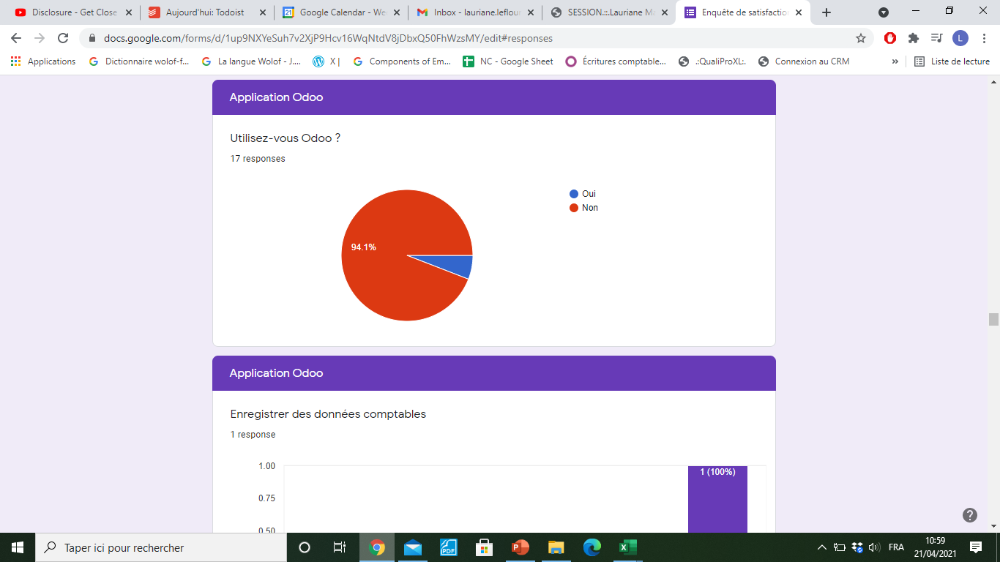 Disclosure - Get Close
Aujourd'hui: Todoist
Google Calendar - We
Inbox - lauriane.leflour
SESSION.::.Lauriane Ma
Enquête de satisfaction
docs.google.com/forms/d/1up9NXYeSuh7v2XjP9Hcv16WqNtdV8jDbxQ50FhWzsMY/edit#responses
L
Applications
Dictionnaire wolof-f...
La langue Wolof - J....
X |
Components of Em...
NC - Google Sheet
Écritures comptable...
.:QualiProXL:.
Connexion au CRM
»
Liste de lecture
Application Odoo
Utilisez-vous Odoo ?
17 responses
94.1%
Oui
Non
Application Odoo
Enregistrer des données comptables
1 response
1.00
0.75
0.50
1 (100%)
Taper ici pour rechercher
FRA
10:59
21/04/2021